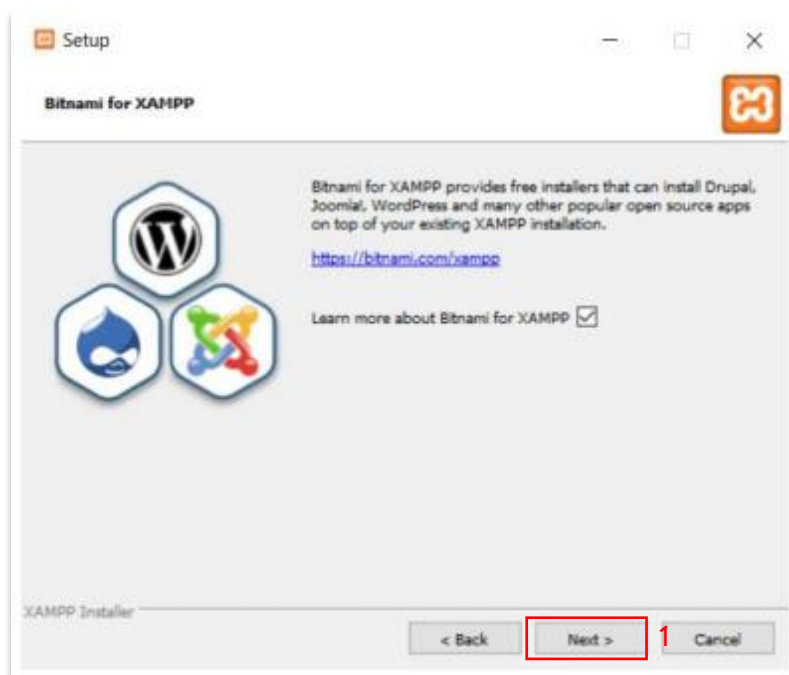 Setup
Bitnami for XAMPP
Bitnami for XAMPP provides free installers that can install Drupal,
Joomla!, WordPress and many other popular open source apps
on top of your existing XAMPP installation.
https://bitnami.com/xampp
Learn more about Bitnami for XAMPP
XAMPP Installer
< Back Next > 1 Cancel